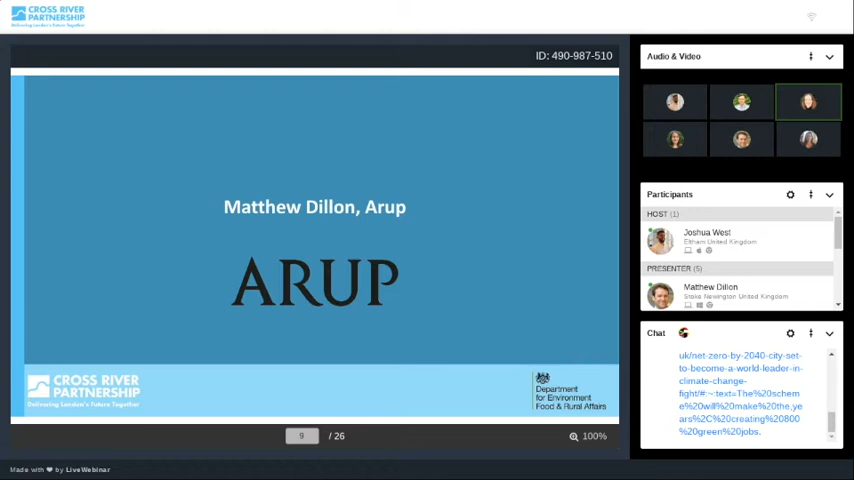 CROSS RIVER
PARTNERSHIP
Delivering London's Future Together
ID: 490-987-510
Matthew Dillon, Arup
ARUP
CROSS RIVER
PARTNERSHIP
Delivering London's Future Together
Department
for Environment
Food & Rural Affairs
9 / 26
100%
Audio & Video
Participants
HOST (1)
Joshua West
Eltham United Kingdom
PRESENTER (5)
Matthew Dillon
Stoke Newington United Kingdom
Chat
uk/net-zero-by-2040-city-set-
to-become-a-world-leader-in-
climate-change-
fight/#:~:text=The%20schem
e%20will%20make%20the,ye
ars%2C%20creating%20800
%20green%20jobs.
Made with ❤ by LiveWebinar